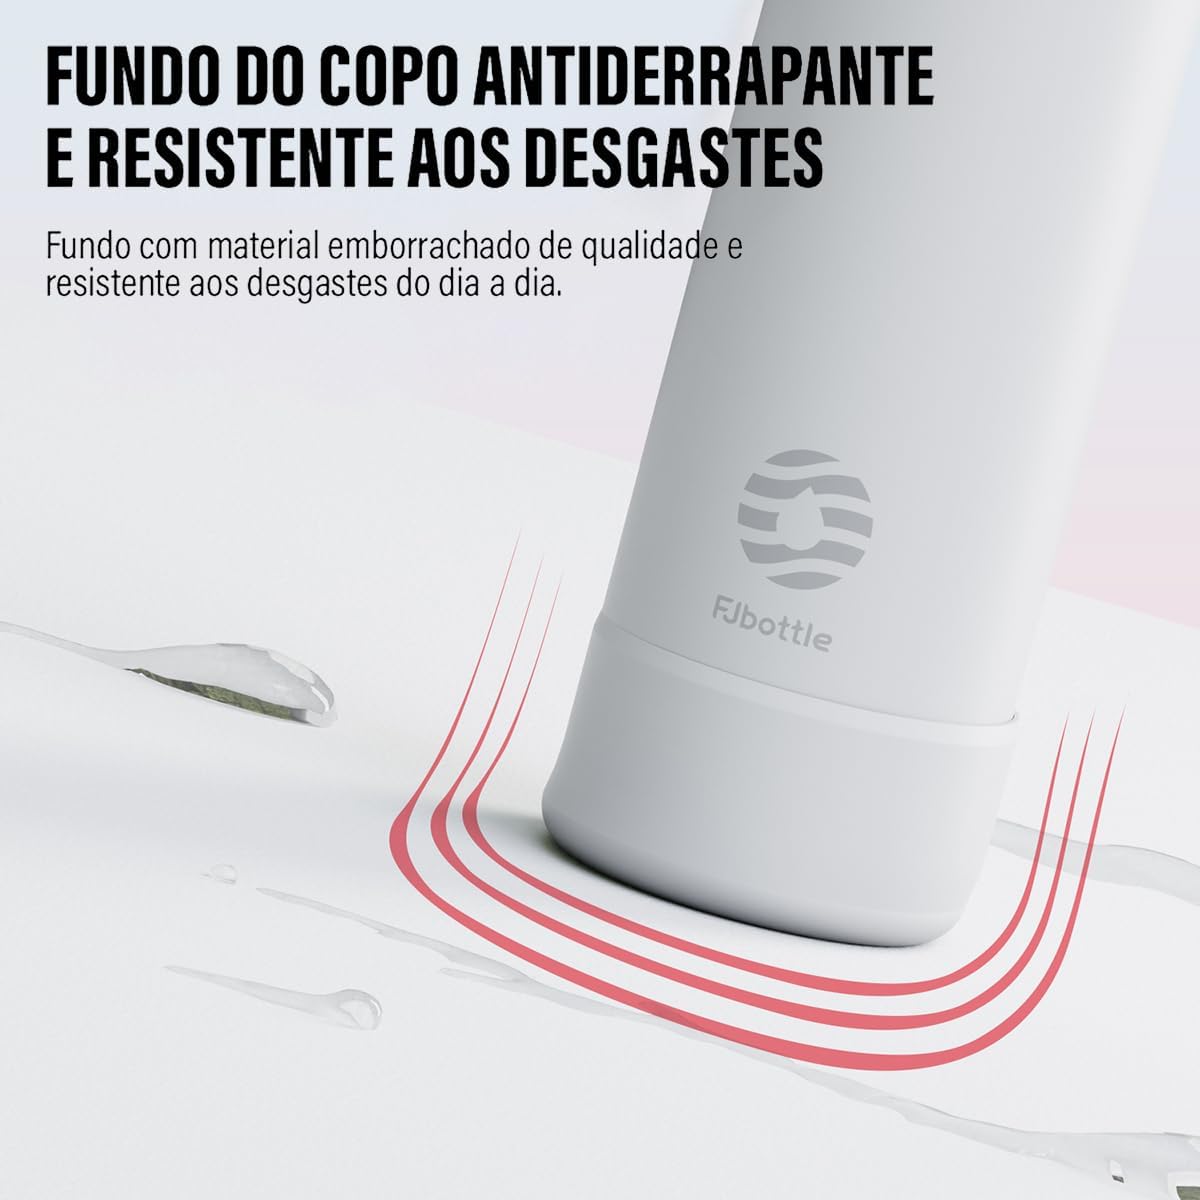 FUNDO DO COPO ANTIDERRAPANTE
E RESISTENTE AOS DESGASTES
Fundo com material emborrachado de qualidade e
resistente aos desgastes do dia a dia.
FJbottle